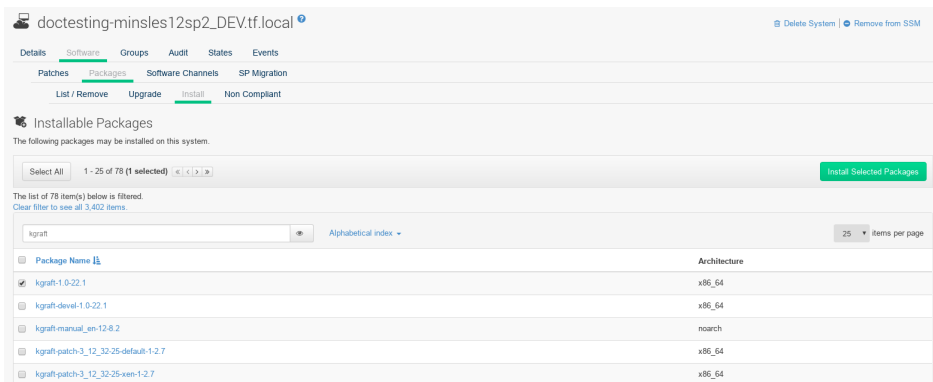 doctesting-minsles12sp2_DEV.tf.local ?
Delete System | Remove from SSM
Details Software Groups Audit States Events
Patches Packages Software Channels SP Migration
List / Remove Upgrade Install Non Compliant
Installable Packages
The following packages may be installed on this system.
Select All 1 - 25 of 78 (1 selected) « < > » Install Selected Packages
The list of 78 item(s) below is filtered.
Clear filter to see all 3,402 items.
kgraft Alphabetical index 25 items per page
Package Name Architecture
kgraft-1.0-22.1 x86_64
kgraft-devel-1.0-22.1 x86_64
kgraft-manual_en-12-8.2 noarch
kgraft-patch-3_12_32-25-default-1-2.7 x86_64
kgraft-patch-3_12_32-25-xen-1-2.7 x86_64